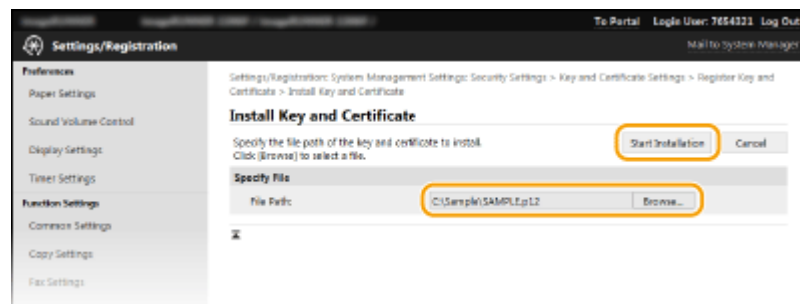 To Portal Login User: 7654321 Log Out
Settings/Registration
Mail to System Manager
Preferences
Paper Settings
Sound Volume Control
Display Settings
Timer Settings
Function Settings
Common Settings
Copy Settings
Fax Settings
Settings/Registration: System Management Settings: Security Settings > Key and Certificate Settings > Register Key and
Certificate > Install Key and Certificate
Install Key and Certificate
Specify the file path of the key and certificate to install.
Click [Browse] to select a file.
Start Installation
Cancel
Specify File
File Path:
C:\Sample\SAMPLE.p12
Browse...